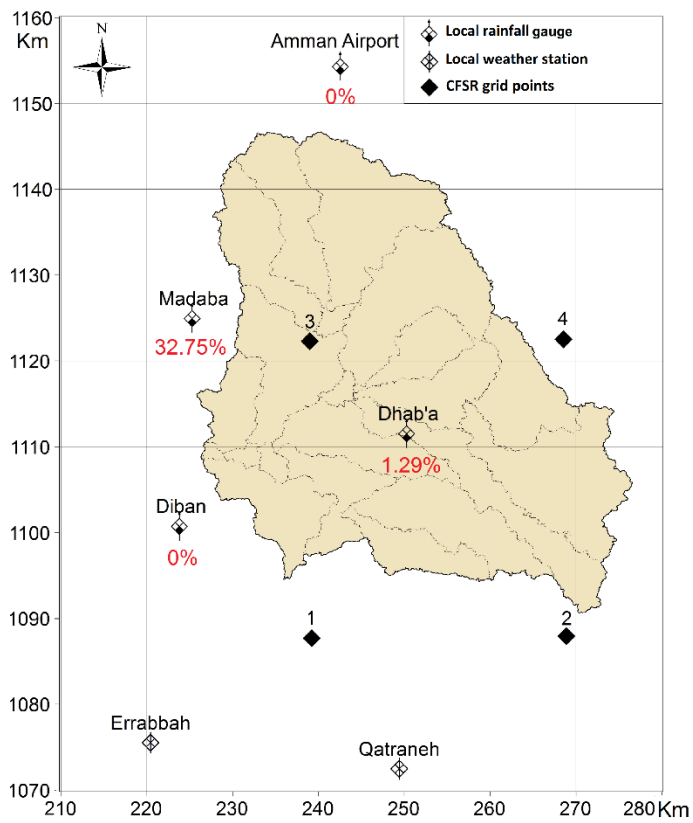 1160
Km
N
Amman Airport
0%
Local rainfall gauge
Local weather station
CFSR grid points
1150
1140
1130
Madaba
32.75%
3
4
1120
Dhab'a
1.29%
1110
Diban
0%
1100
1090
1
2
1080
Errabbah
Qatraneh
1070
210 220 230 240 250 260 270 280 Km